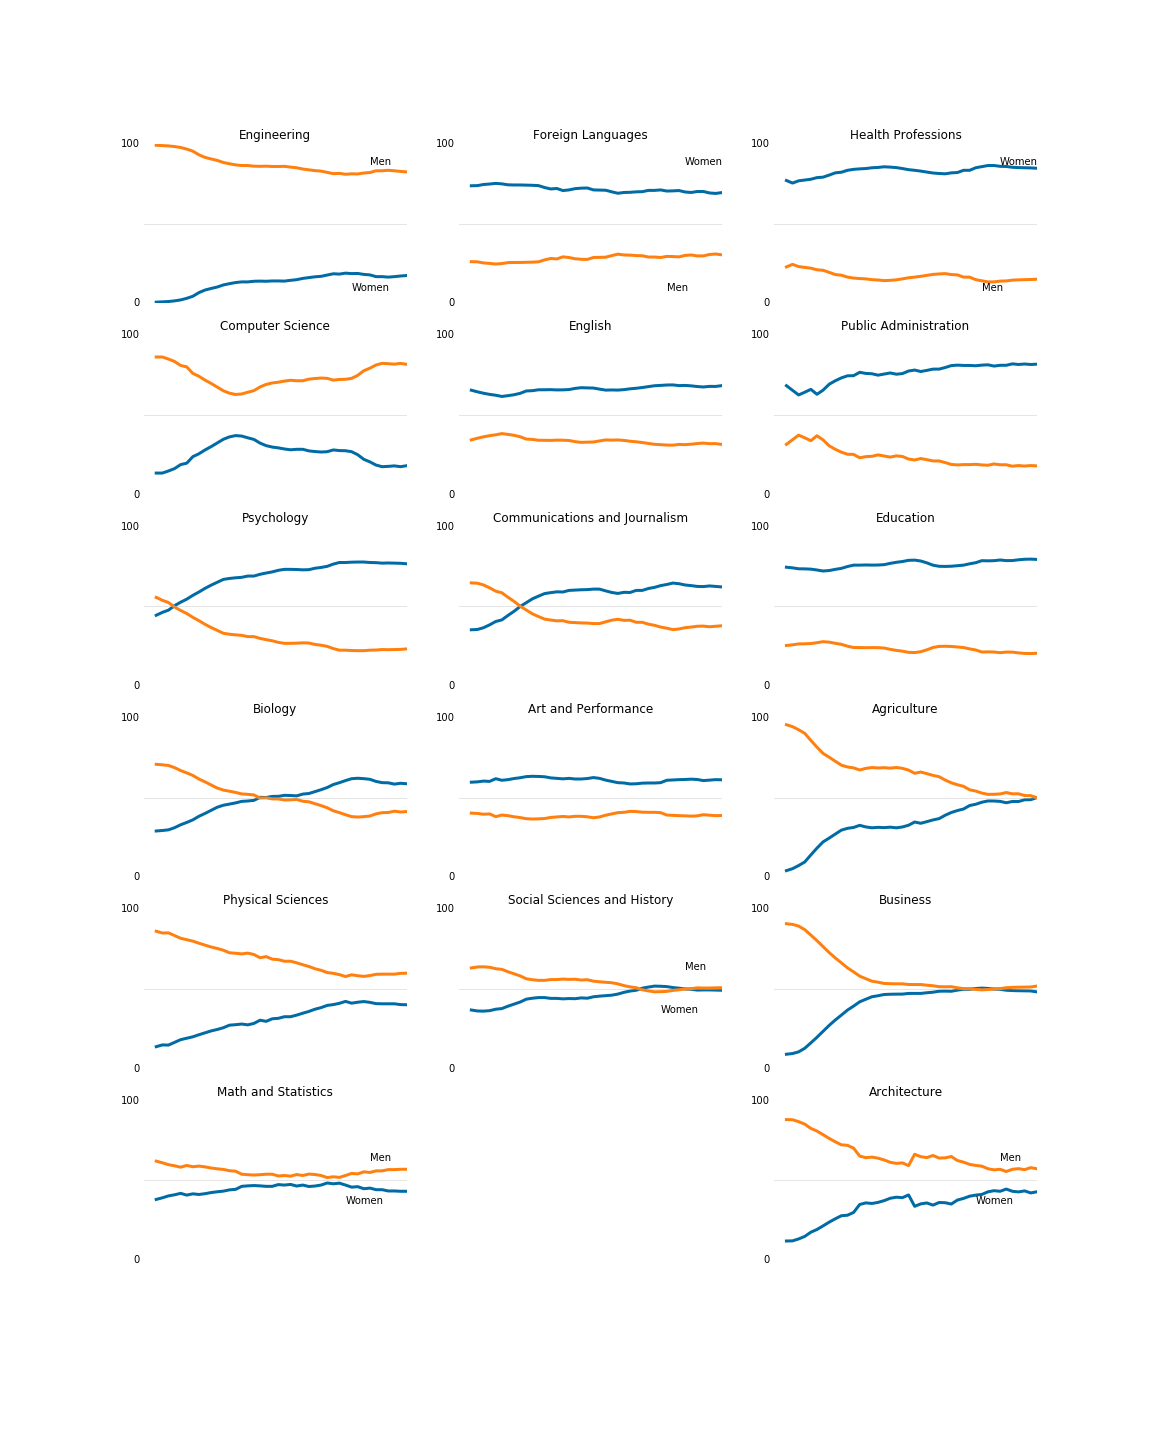 Engineering
100
Men
Women
0
Foreign Languages
100
Women
Men
0
Health Professions
100
Women
Men
0
Computer Science
100
0
English
100
0
Public Administration
100
0
Psychology
100
0
Communications and Journalism
100
0
Education
100
0
Biology
100
0
Art and Performance
100
0
Agriculture
100
0
Physical Sciences
100
0
Social Sciences and History
100
Men
Women
0
Business
100
0
Math and Statistics
100
Men
Women
0
Architecture
100
Men
Women
0